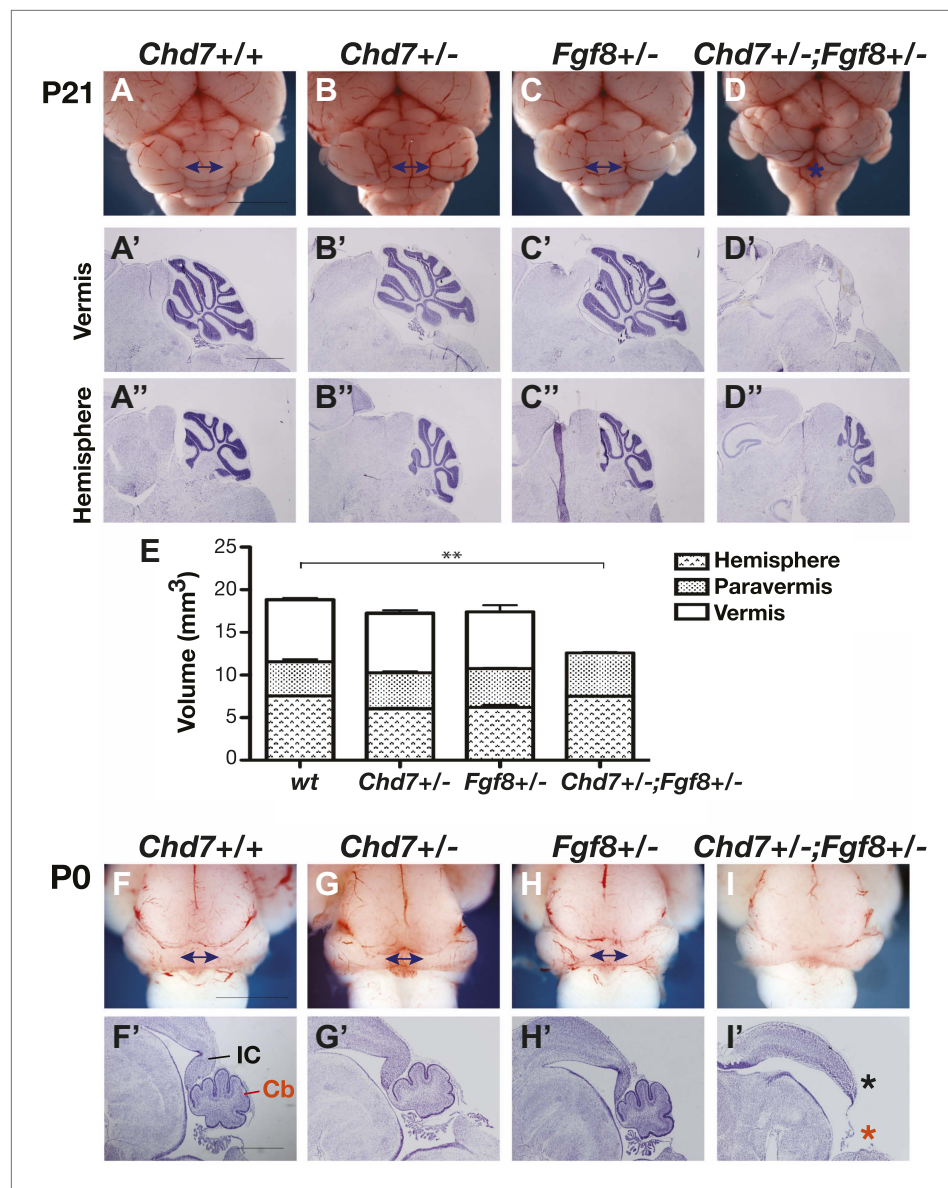 Chd7+/+ Chd7+/- Fgf8+/- Chd7+/-;Fgf8+/-
P21 A B C D
*
Vermis A' B' C' D'
Hemisphere A'' B'' C'' D''
E
**
25
20
15
10
5
0
Volume (mm3)
Hemisphere
Paravermis
Vermis
wt Chd7+/- Fgf8+/- Chd7+/-;Fgf8+/-
Chd7+/+ Chd7+/- Fgf8+/- Chd7+/-;Fgf8+/-
P0 F G H I
F' G' H' I'
IC
Cb
*
*